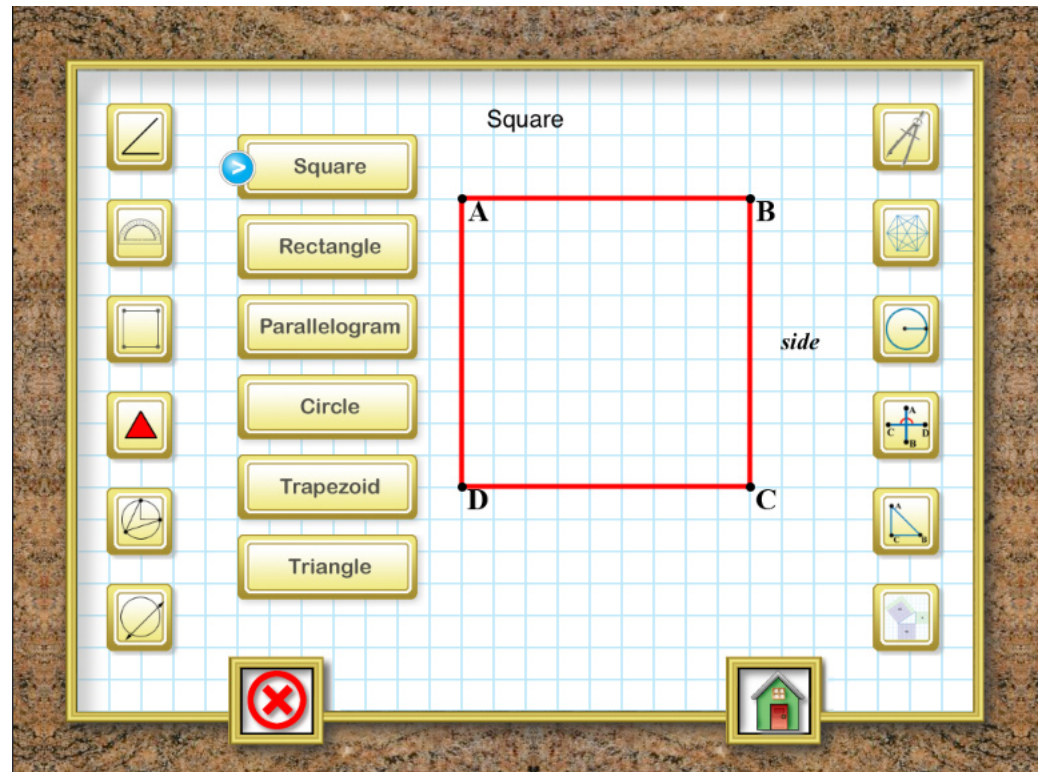 Square
Square
Rectangle
Parallelogram
Circle
Trapezoid
Triangle
A
B
side
D
C
A
C
D
B
A
C
B